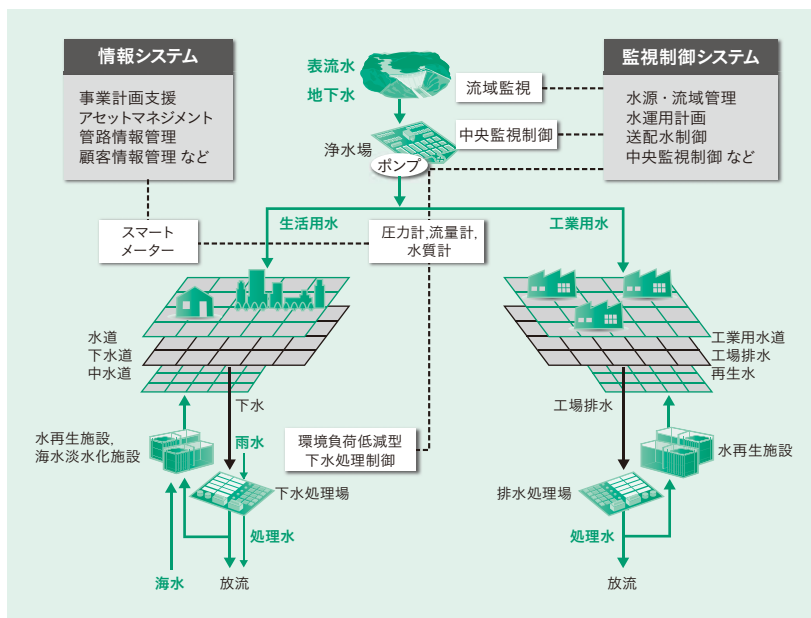 情報システム
事業計画支援
アセットマネジメント
管路情報管理
顧客情報管理 など
表流水
地下水
流域監視
監視制御システム
水源・流域管理
水運用計画
送配水制御
中央監視制御 など
中央監視制御
浄水場
ポンプ
生活用水
工業用水
スマート
メーター
圧力計,流量計,
水質計
水道
下水道
中水道
工業用水道
工場排水
再生水
下水
工場排水
水再生施設,
海水淡水化施設
雨水
環境負荷低減型
下水処理制御
水再生施設
下水処理場
排水処理場
処理水
処理水
海水
放流
放流